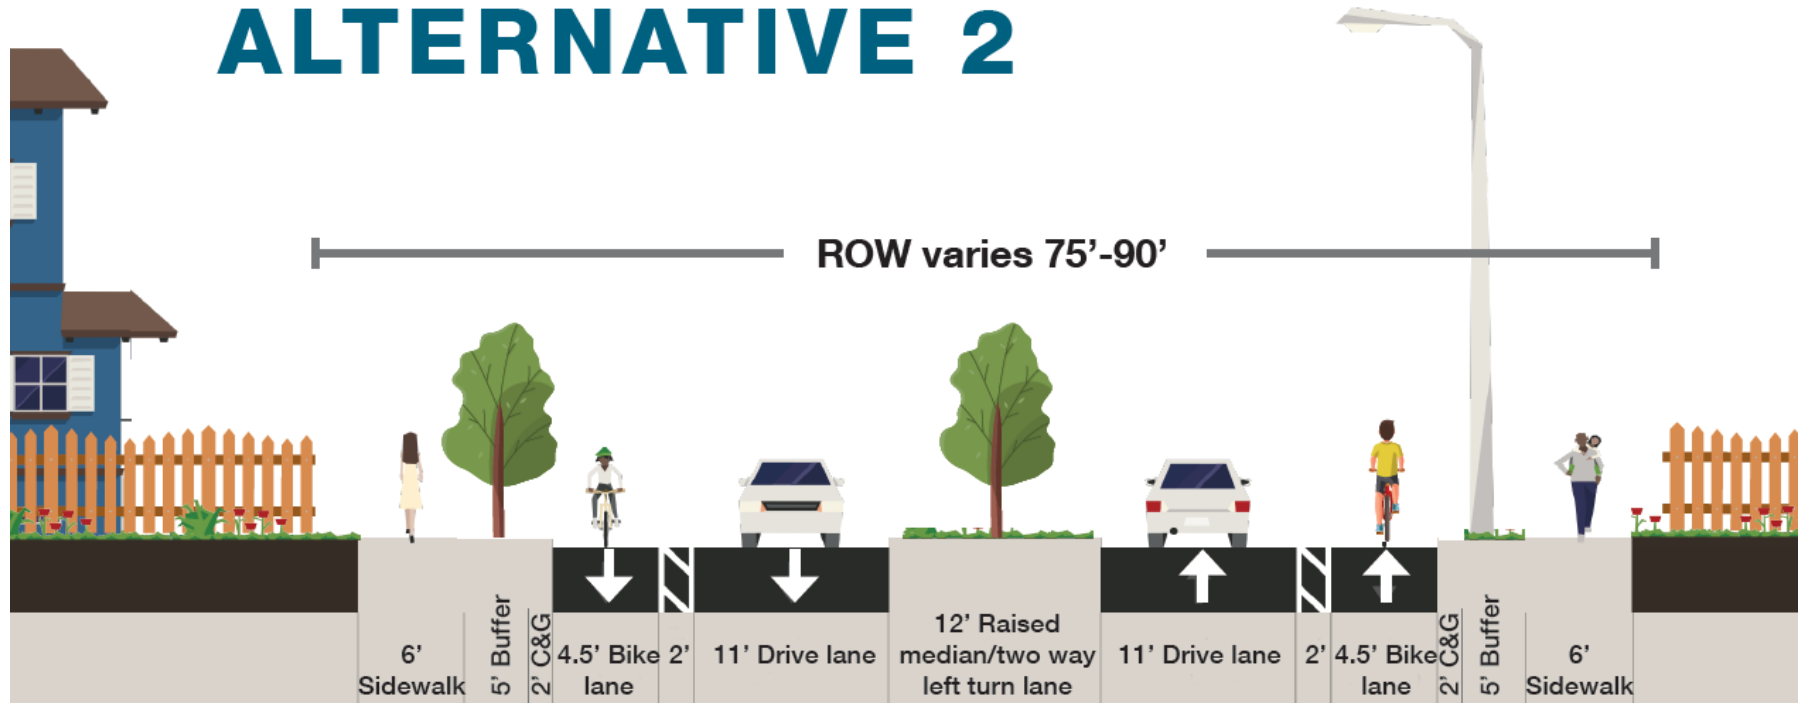 ALTERNATIVE 2
ROW varies 75’-90’
6’
Sidewalk
5’ Buffer
2’ C&G
4.5’ Bike
lane
2’
11’ Drive lane
12’ Raised
median/two way
left turn lane
11’ Drive lane
2’
4.5’ Bike
lane
2’ C&G
5’ Buffer
6’
Sidewalk